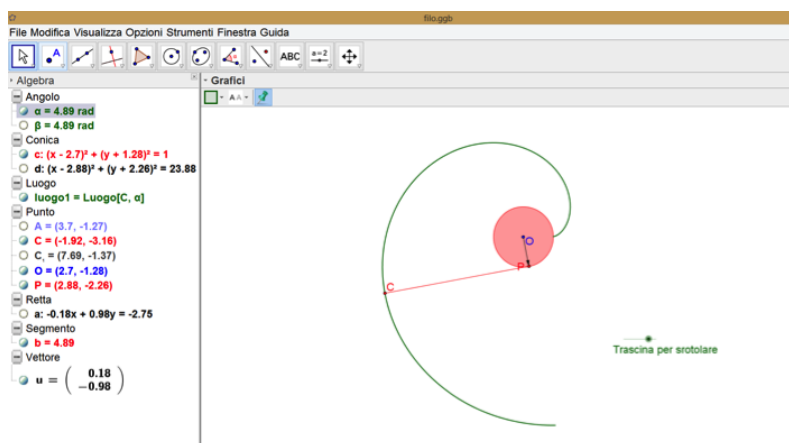 filo.ggb
File Modifica Visualizza Opzioni Strumenti Finestra Guida
A
ABC
a=2
Algebra
Grafici
AA
Angolo
α = 4.89 rad
β = 4.89 rad
Conica
c: (x - 2.7)² + (y + 1.28)² = 1
d: (x - 2.88)² + (y + 2.26)² = 23.88
Luogo
luogo1 = Luogo[C, α]
Punto
A = (3.7, -1.27)
C = (-1.92, -3.16)
C, = (7.69, -1.37)
O = (2.7, -1.28)
P = (2.88, -2.26)
Retta
a: -0.18x + 0.98y = -2.75
Segmento
b = 4.89
Vettore
u = ( 0.18
−0.98 )
O
P
C
Trascina per srotolare